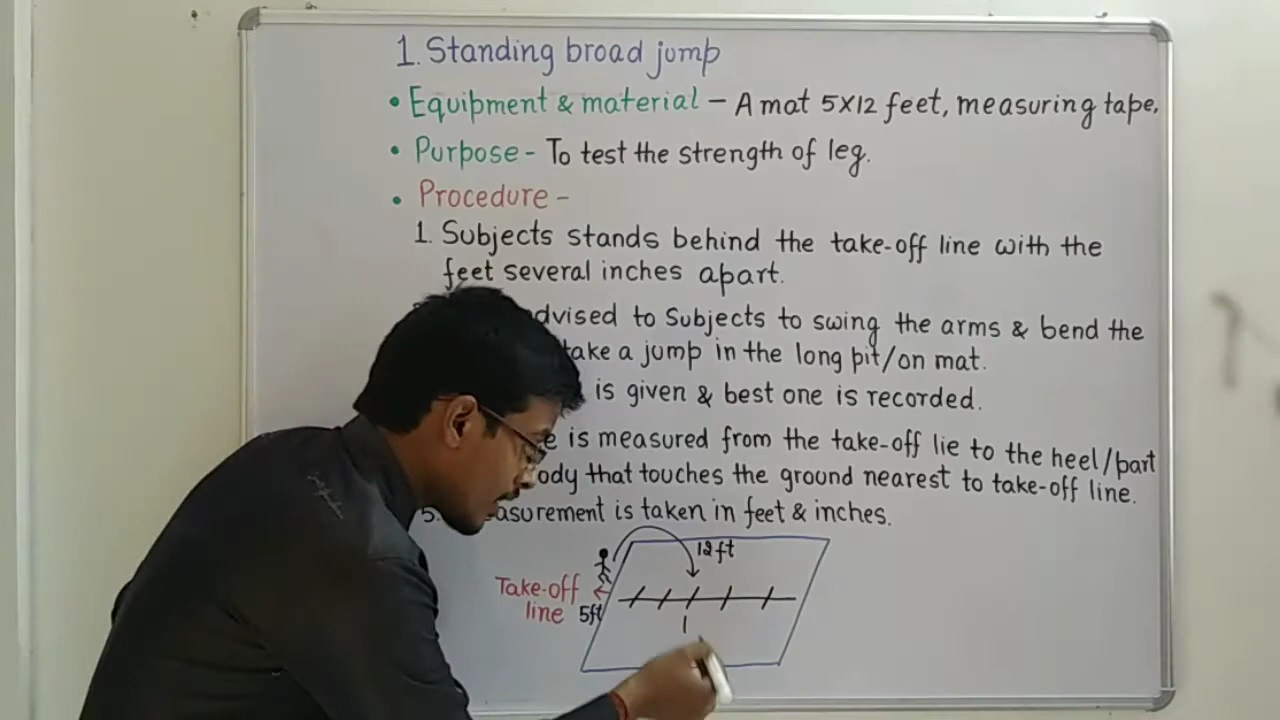 1. Standing broad jump
• Equipment & material – A mat 5X12 feet, measuring tape,
• Purpose - To test the strength of leg.
• Procedure -
1. Subjects stands behind the take-off line with the
feet several inches apart.
dvised to Subjects to swing the arms & bend the
take a jump in the long pit/on mat.
is given & best one is recorded.
e is measured from the take-off lie to the heel/part
ody that touches the ground nearest to take-off line.
5. asurement is taken in feet & inches.
12ft
Take-off
line 5ft